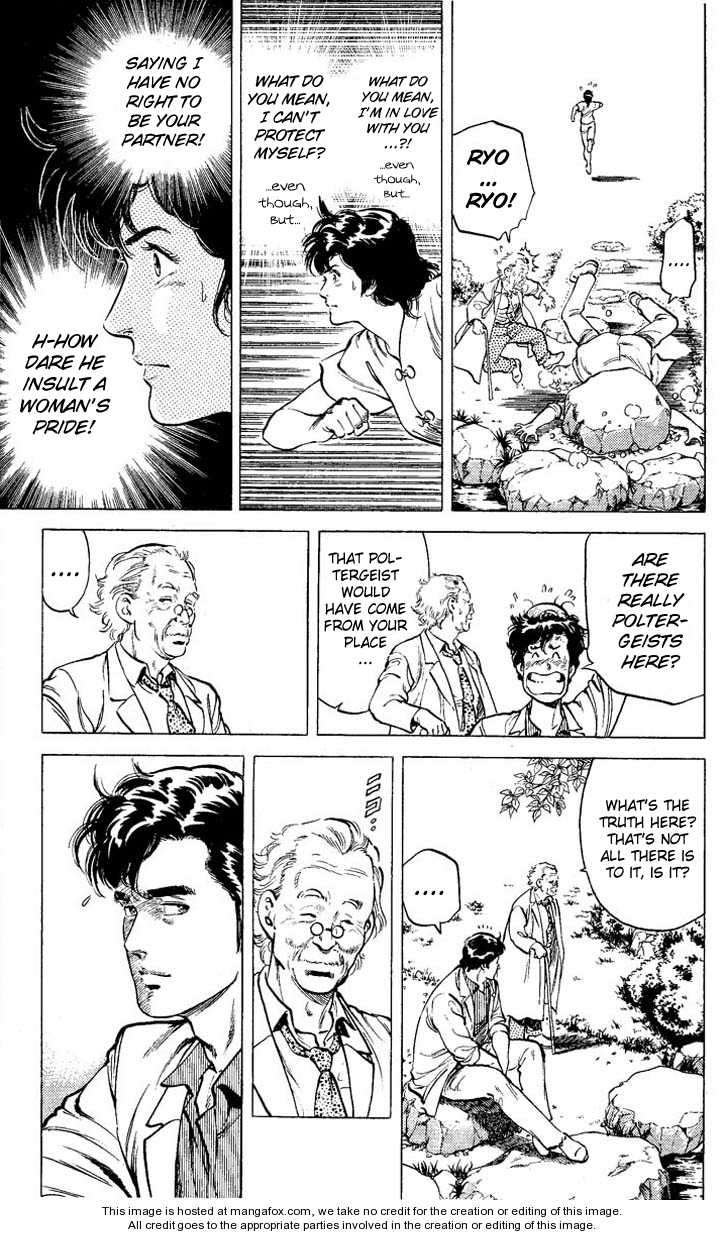 RYO
...
RYO!
....
WHAT DO
YOU MEAN,
I'M IN LOVE
WITH YOU
...?!
...even
though,
but...
WHAT DO
YOU MEAN,
I CAN'T
PROTECT
MYSELF?
...even
though,
but...
SAYING I
HAVE NO
RIGHT TO
BE YOUR
PARTNER!
H-HOW
DARE HE
INSULT A
WOMAN'S
PRIDE!
ARE
THERE
REALLY
POLTER-
GEISTS
HERE?
THAT POL-
TERGEIST
WOULD
HAVE COME
FROM YOUR
PLACE
...
....
WHAT'S THE
TRUTH HERE?
THAT'S NOT
ALL THERE IS
TO IT, IS IT?
....
This image is hosted at mangafox.com, we take no credit for the creation or editing of this image.
All credit goes to the appropriate parties involved in the creation or editing of this image.